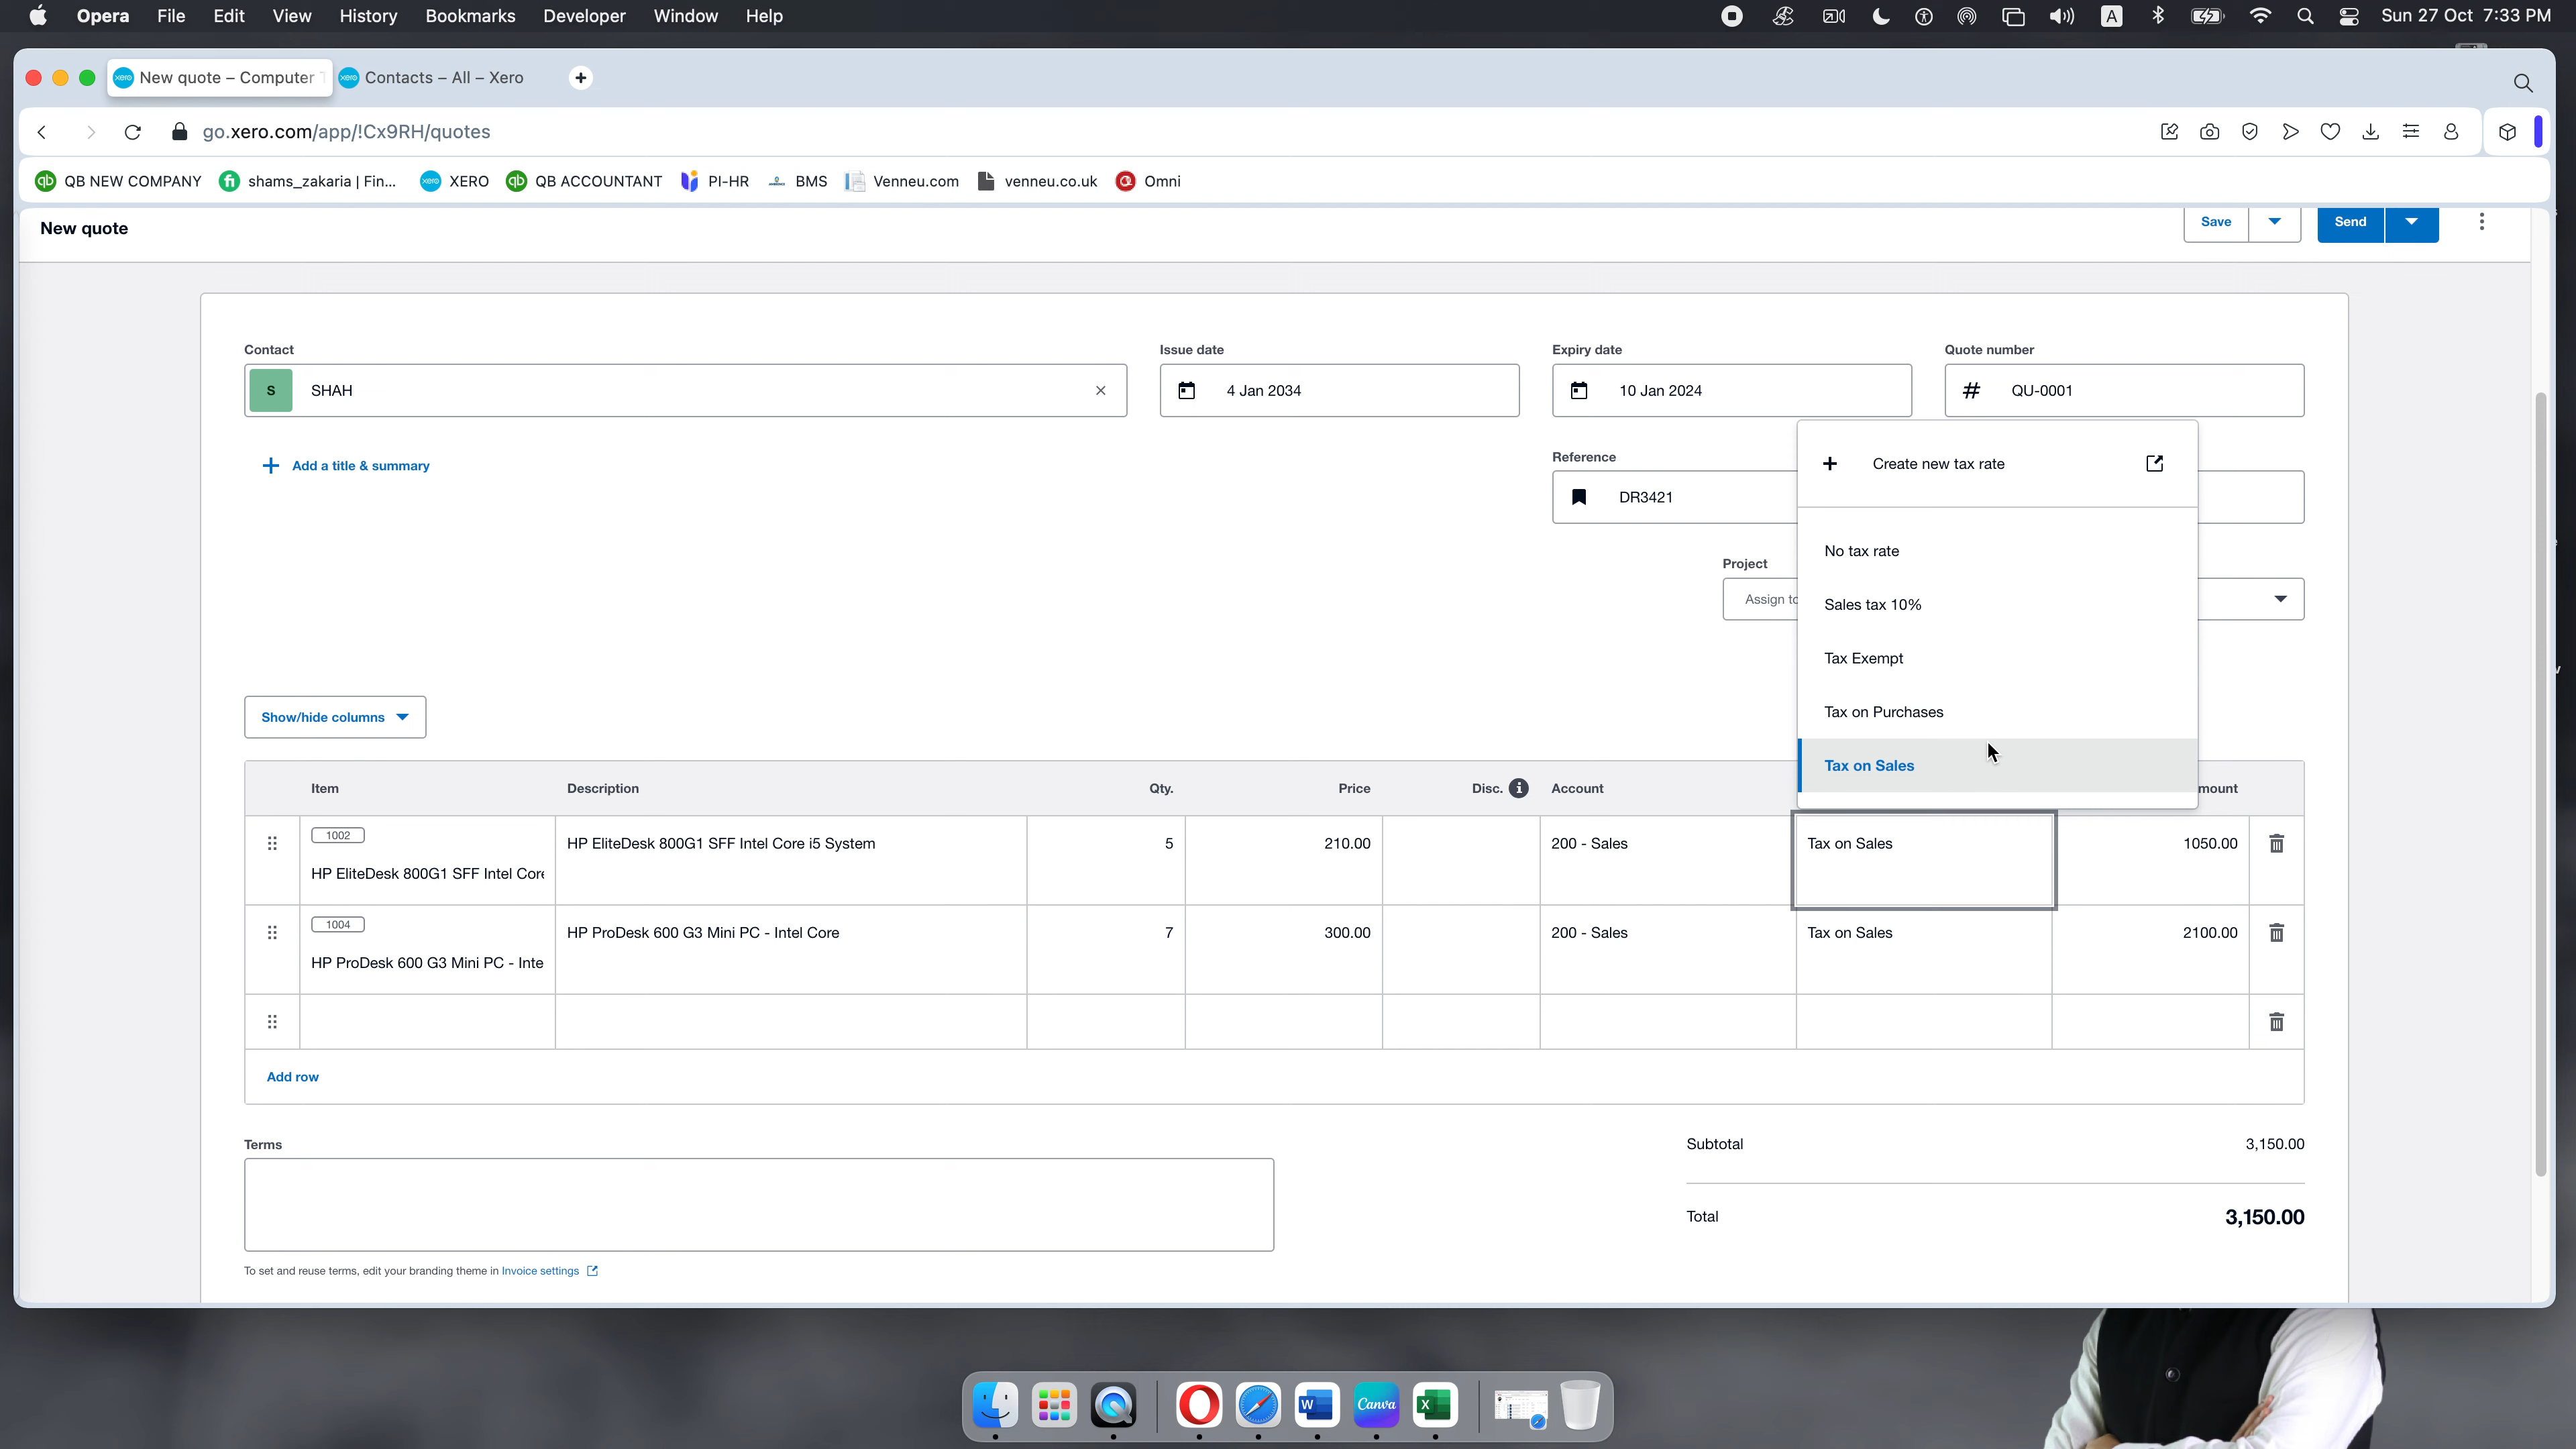 Opera File Edit View History Bookmarks Developer Window Help
A
Sun 27 Oct 7:33 PM
xero New quote – Computer
xero Contacts – All – Xero
go.xero.com/app/!Cx9RH/quotes
qb QB NEW COMPANY
fi shams_zakaria | Fin...
xero XERO
qb QB ACCOUNTANT
PI-HR
BMS
Venneu.com
venneu.co.uk
Omni
New quote
Save
Send
Contact
Issue date
Expiry date
Quote number
S SHAH
4 Jan 2034
10 Jan 2024
# QU-0001
Add a title & summary
Reference
DR3421
Create new tax rate
No tax rate
Project
Assign to
Sales tax 10%
Tax Exempt
Tax on Purchases
Tax on Sales
Show/hide columns
Item Description Qty. Price Disc. Account mount
1002
HP EliteDesk 800G1 SFF Intel Core
HP EliteDesk 800G1 SFF Intel Core i5 System 5 210.00 200 - Sales Tax on Sales 1050.00
1004
HP ProDesk 600 G3 Mini PC - Inte
HP ProDesk 600 G3 Mini PC - Intel Core 7 300.00 200 - Sales Tax on Sales 2100.00
Add row
Terms
Subtotal 3,150.00
Total 3,150.00
To set and reuse terms, edit your branding theme in Invoice settings
W
Canva
X